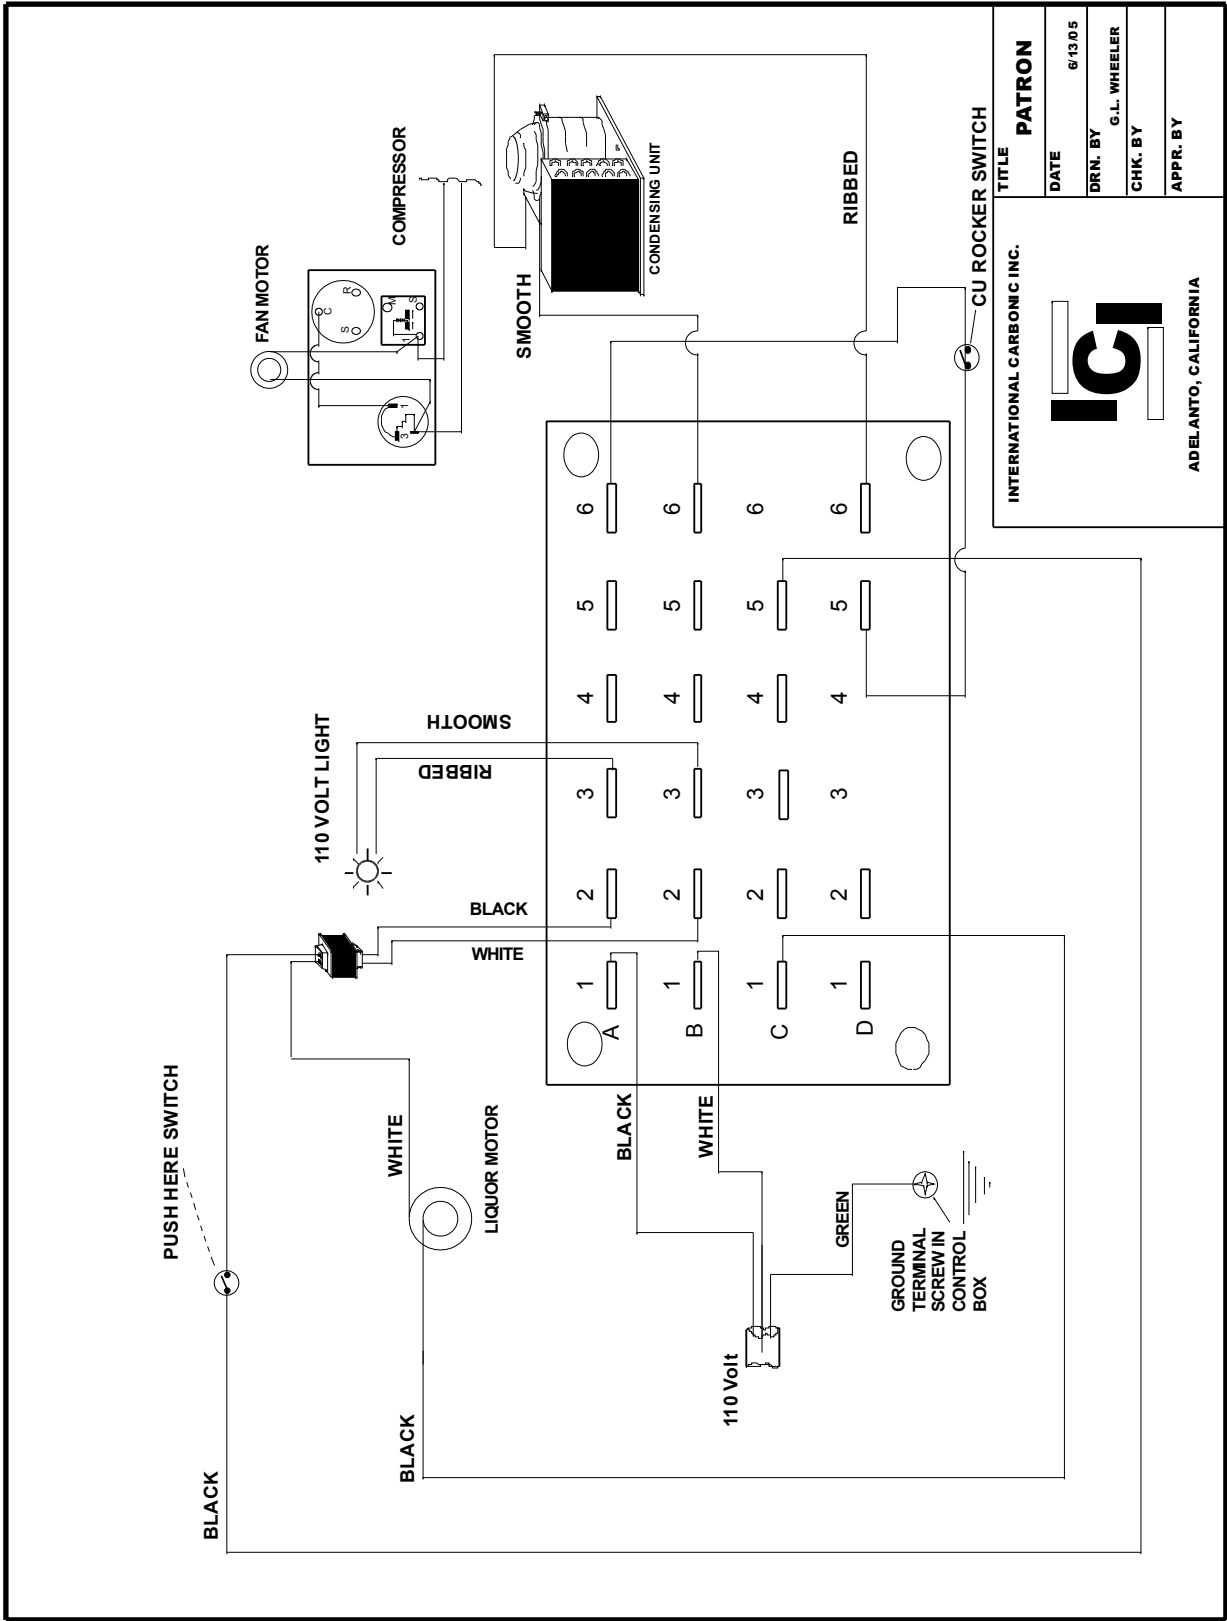 PUSH HERE SWITCH
BLACK
110 VOLT LIGHT
FAN MOTOR
COMPRESSOR
C
R
S
M
S
1
3
1
WHITE
BLACK
LIQUOR MOTOR
BLACK
WHITE
RIBBED
SMOOTH
SMOOTH
CONDENSING UNIT
RIBBED
BLACK
WHITE
110 Volt
GREEN
GROUND
TERMINAL
SCREW IN
CONTROL
BOX
A
1 2 3 4 5 6
B
1 2 3 4 5 6
C
1 2 3 4 5 6
D
1 2 3 4 5 6
CU ROCKER SWITCH
INTERNATIONAL CARBONIC INC.
ICI
ADELANTO, CALIFORNIA
TITLE
PATRON
DATE
6/13/05
DRN. BY
G.L. WHEELER
CHK. BY
APPR. BY